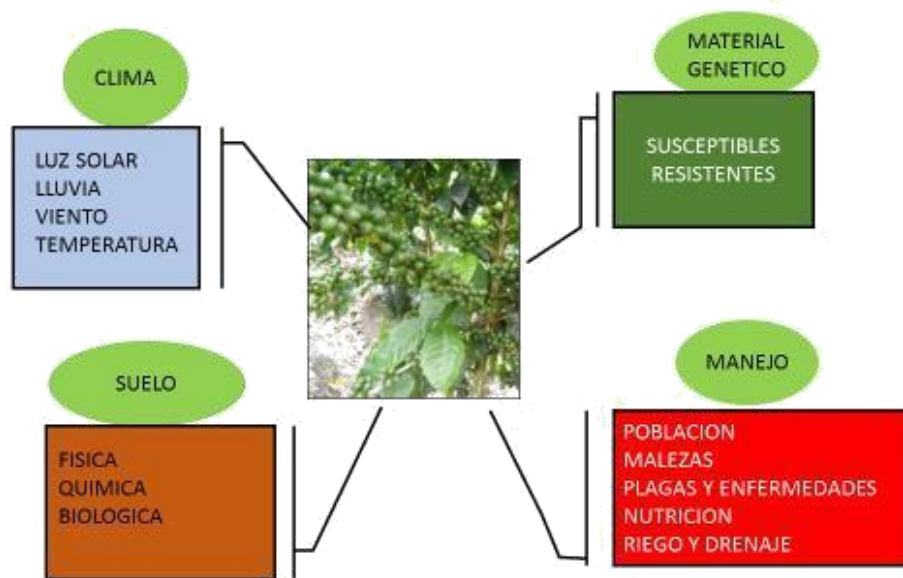 CLIMA
LUZ SOLAR
LLUVIA
VIENTO
TEMPERATURA
MATERIAL
GENETICO
SUSCEPTIBLES
RESISTENTES
SUELO
FISICA
QUIMICA
BIOLOGICA
MANEJO
POBLACION
MALEZAS
PLAGAS Y ENFERMEDADES
NUTRICION
RIEGO Y DRENAJE